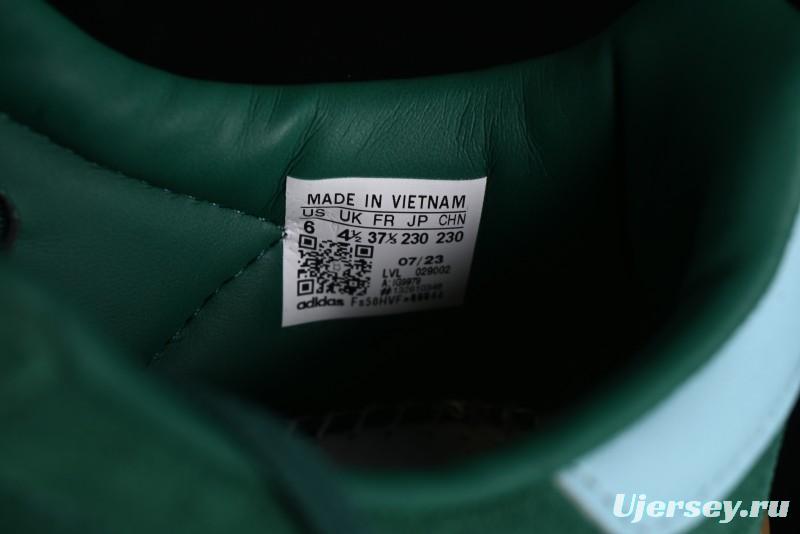 MADE IN VIETNAM
US UK FR JP CHN
6 4½ 37⅓ 230 230
07/23
LVL 029002
A:IG9979
adidas
Ujersey.ru